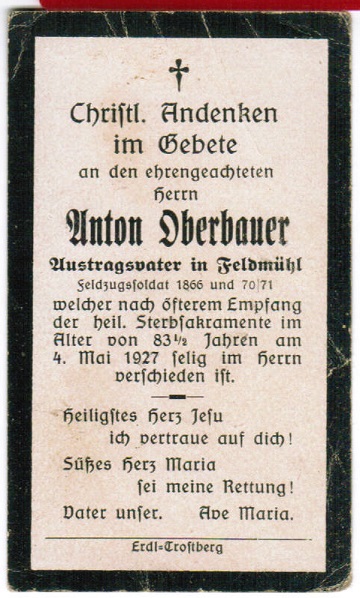 Christl. Andenken
im Gebete
an den ehrengeachteten
Herrn
Anton Oberbauer
Austragsvater in Feldmühl
Feldzugssoldat 1866 und 70/71
welcher nach öfterem Empfang
der heil. Sterbsakramente im
Alter von 83 1/2 Jahren am
4. Mai 1927 selig im Herrn
verschieden ist.
Heiligstes Herz Jesu
ich vertraue auf dich!
Süßes Herz Maria
sei meine Rettung!
Vater unser. Ave Maria.
Erdl=Trostberg